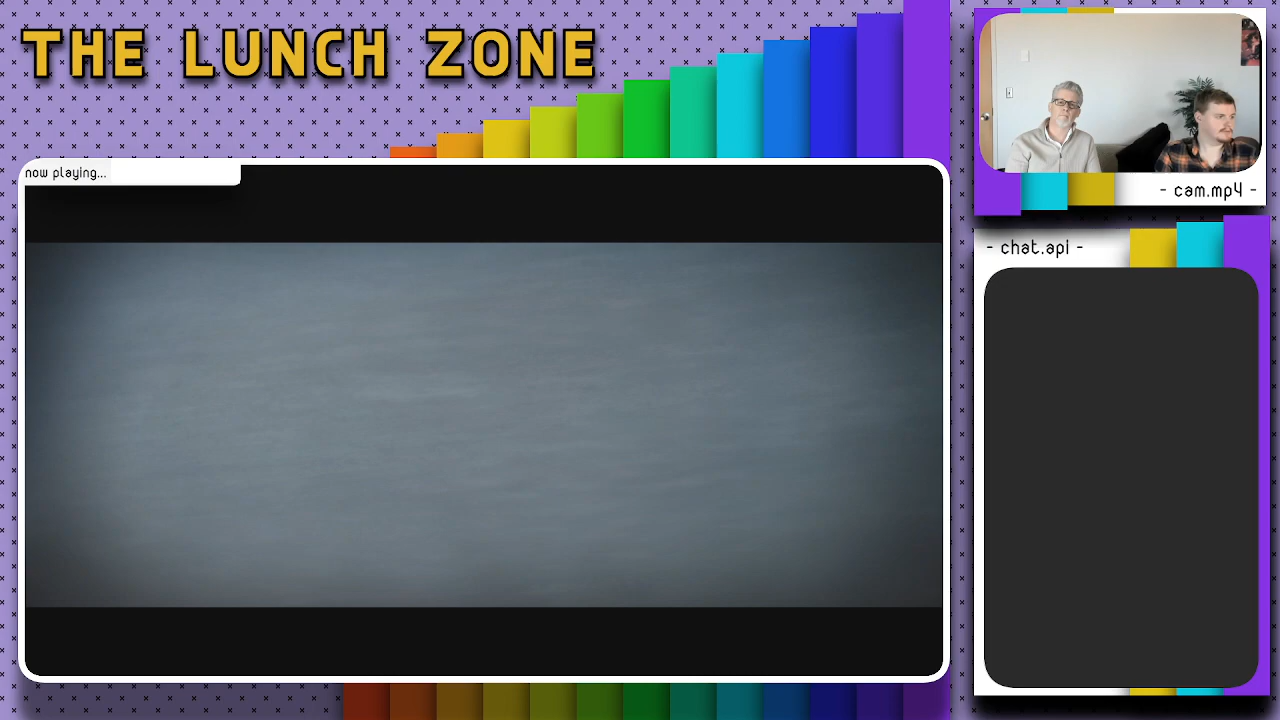 THE LUNCH ZONE
now playing...
- cam.mp4 -
- chat.api -